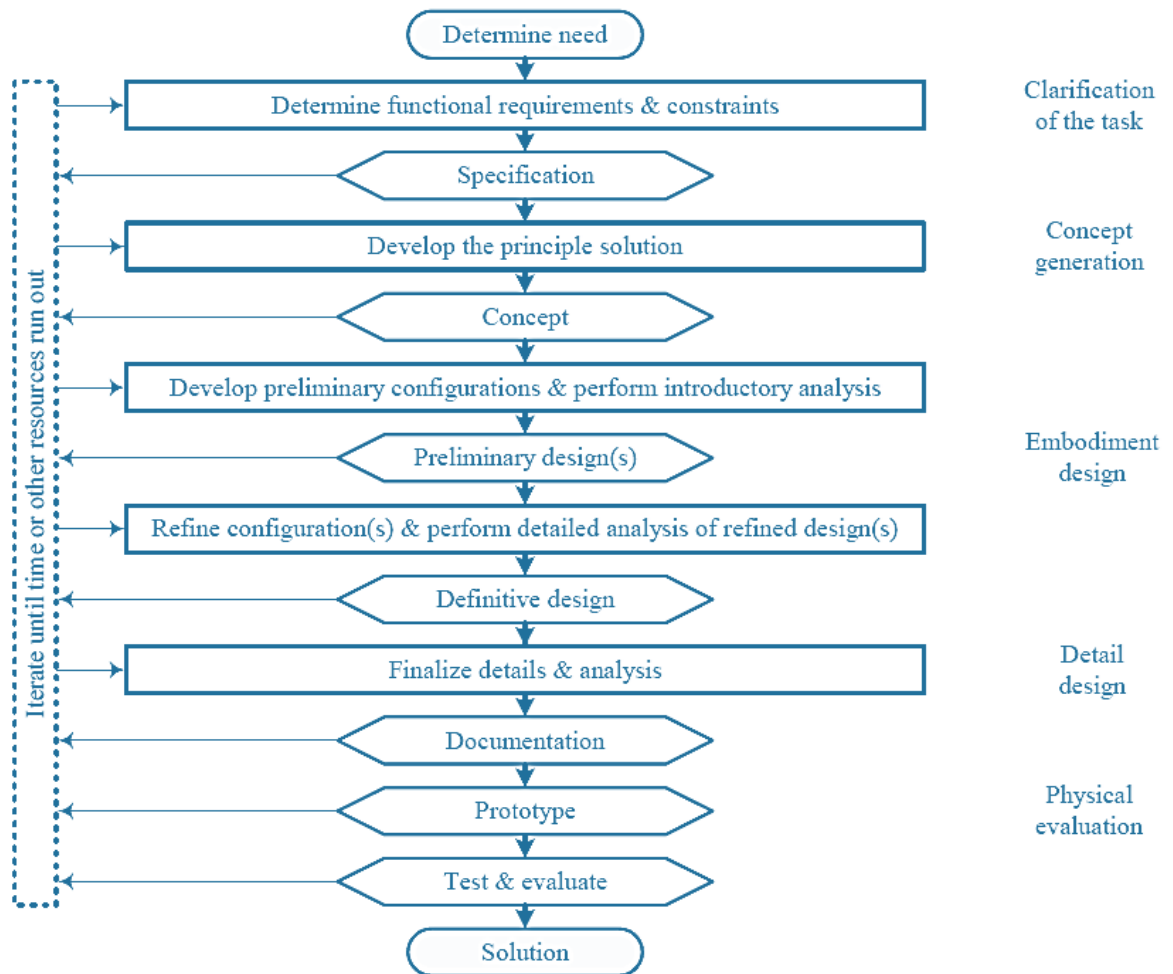 Determine need
Determine functional requirements & constraints
Clarification
of the task
Specification
Develop the principle solution
Concept
generation
Concept
Develop preliminary configurations & perform introductory analysis
Preliminary design(s)
Embodiment
design
Refine configuration(s) & perform detailed analysis of refined design(s)
Definitive design
Finalize details & analysis
Detail
design
Documentation
Prototype
Physical
evaluation
Test & evaluate
Solution
Iterate until time or other resources run out